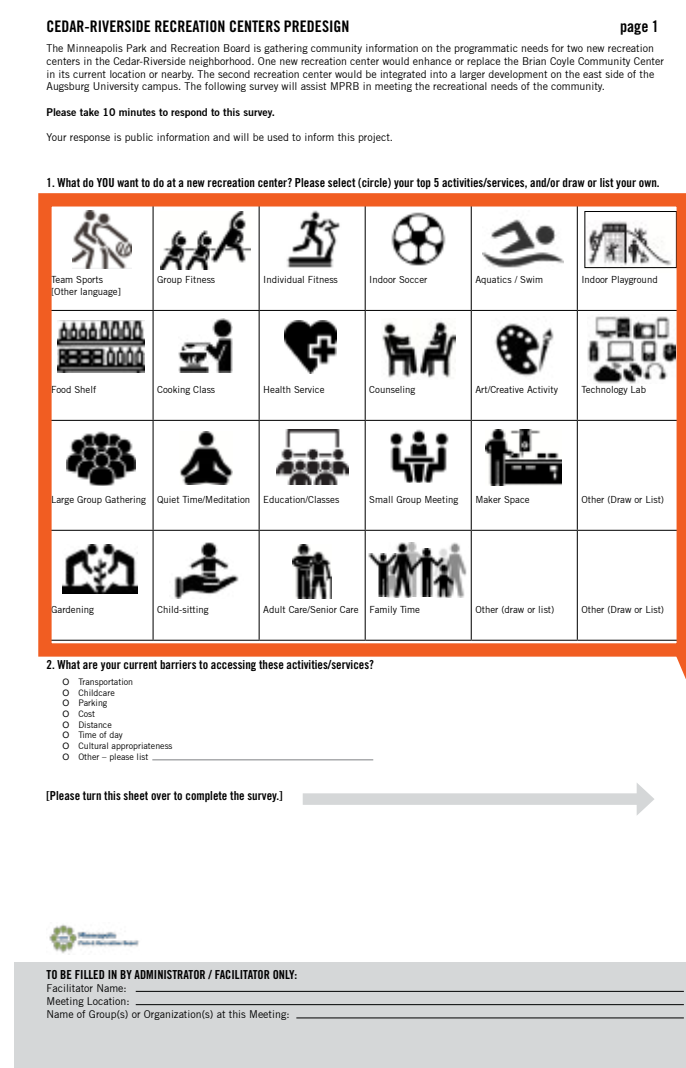 CEDAR-RIVERSIDE RECREATION CENTERS PREDESIGN page 1
The Minneapolis Park and Recreation Board is gathering community information on the programmatic needs for two new recreation
centers in the Cedar-Riverside neighborhood. One new recreation center would enhance or replace the Brian Coyle Community Center
in its current location or nearby. The second recreation center would be integrated into a larger development on the east side of the
Augsburg University campus. The following survey will assist MPRB in meeting the recreational needs of the community.
Please take 10 minutes to respond to this survey.
Your response is public information and will be used to inform this project.
1. What do YOU want to do at a new recreation center? Please select (circle) your top 5 activities/services, and/or draw or list your own.
Team Sports
[Other language]
Group Fitness
Individual Fitness
Indoor Soccer
Aquatics / Swim
Indoor Playground
Food Shelf
Cooking Class
Health Service
Counseling
Art/Creative Activity
Technology Lab
Large Group Gathering
Quiet Time/Meditation
Education/Classes
Small Group Meeting
Maker Space
Other (Draw or List)
Gardening
Child-sitting
Adult Care/Senior Care
Family Time
Other (draw or list)
Other (Draw or List)
2. What are your current barriers to accessing these activities/services?
O Transportation
O Childcare
O Parking
O Cost
O Distance
O Time of day
O Cultural appropriateness
O Other – please list
[Please turn this sheet over to complete the survey.]
Minneapolis
Park & Recreation Board
TO BE FILLED IN BY ADMINISTRATOR / FACILITATOR ONLY:
Facilitator Name:
Meeting Location:
Name of Group(s) or Organization(s) at this Meeting: